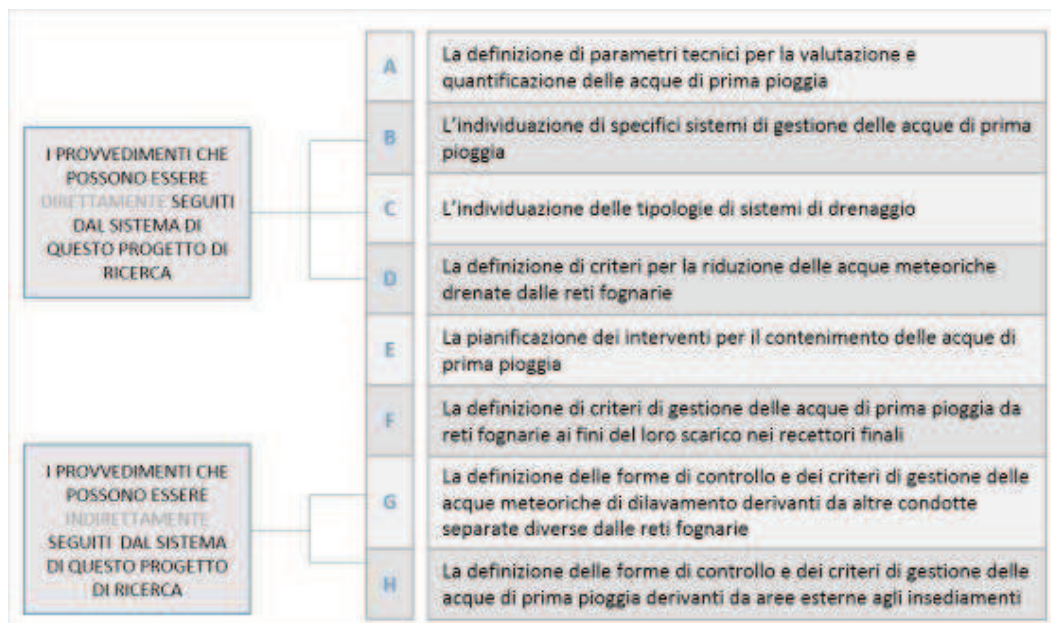 I PROVVEDIMENTI CHE
POSSONO ESSERE
DIRETTAMENTE SEGUITI
DAL SISTEMA DI
QUESTO PROGETTO DI
RICERCA
A
La definizione di parametri tecnici per la valutazione e
quantificazione delle acque di prima pioggia
B
L'individuazione di specifici sistemi di gestione delle acque di prima
pioggia
C
L'individuazione delle tipologie di sistemi di drenaggio
D
La definizione di criteri per la riduzione delle acque meteoriche
drenate dalle reti fognarie
E
La pianificazione dei interventi per il contenimento delle acque di
prima pioggia
F
La definizione di criteri di gestione delle acque di prima pioggia da
reti fognarie ai fini del loro scarico nei recettori finali
I PROVVEDIMENTI CHE
POSSONO ESSERE
INDIRETTAMENTE
SEGUITI DAL SISTEMA
DI QUESTO PROGETTO
DI RICERCA
G
La definizione delle forme di controllo e dei criteri di gestione delle
acque meteoriche di dilavamento derivanti da altre condotte
separate diverse dalle reti fognarie
H
La definizione delle forme di controllo e dei criteri di gestione delle
acque di prima pioggia derivanti da aree esterne agli insediamenti